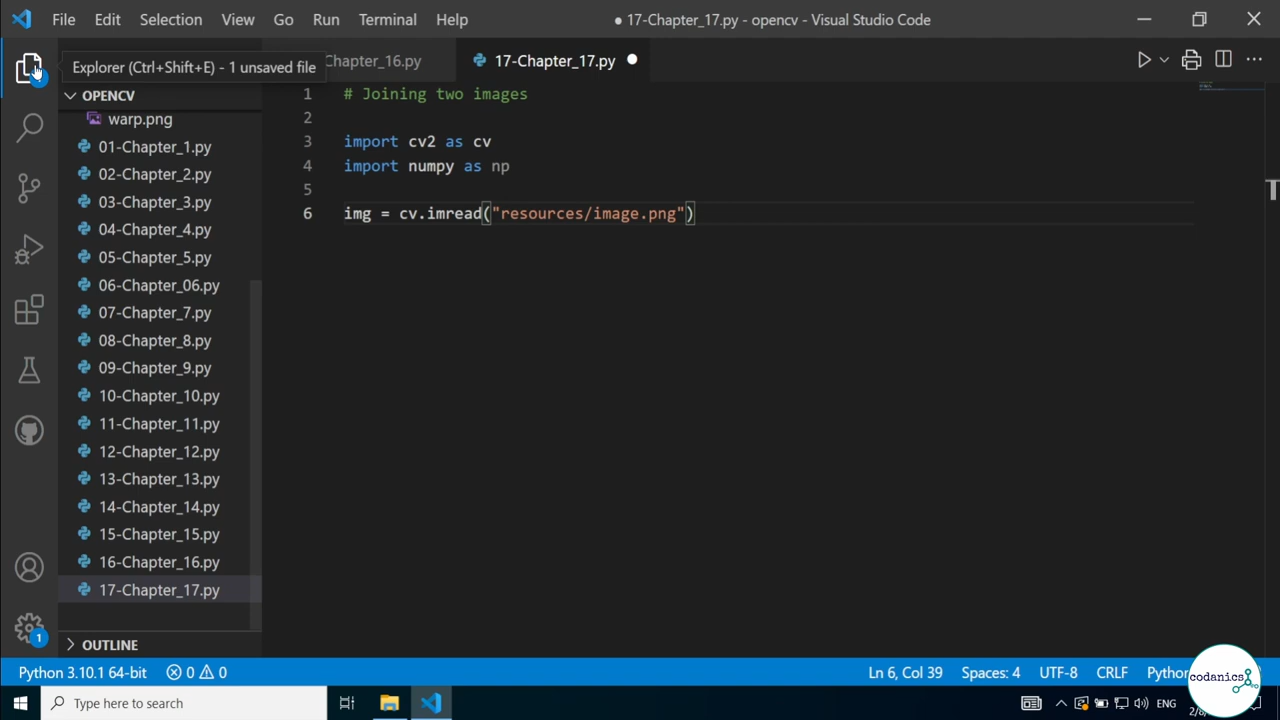 File Edit Selection View Go Run Terminal Help
● 17-Chapter_17.py - opencv - Visual Studio Code
Explorer (Ctrl+Shift+E) - 1 unsaved file
Chapter_16.py
17-Chapter_17.py
OPENCV
warp.png
01-Chapter_1.py
02-Chapter_2.py
03-Chapter_3.py
04-Chapter_4.py
05-Chapter_5.py
06-Chapter_06.py
07-Chapter_7.py
08-Chapter_8.py
09-Chapter_9.py
10-Chapter_10.py
11-Chapter_11.py
12-Chapter_12.py
13-Chapter_13.py
14-Chapter_14.py
15-Chapter_15.py
16-Chapter_16.py
17-Chapter_17.py
OUTLINE
1 # Joining two images
2
3 import cv2 as cv
4 import numpy as np
5
6 img = cv.imread("resources/image.png")
1
Python 3.10.1 64-bit 0 0 Ln 6, Col 39 Spaces: 4 UTF-8 CRLF Python
codanics
Type here to search
ENG